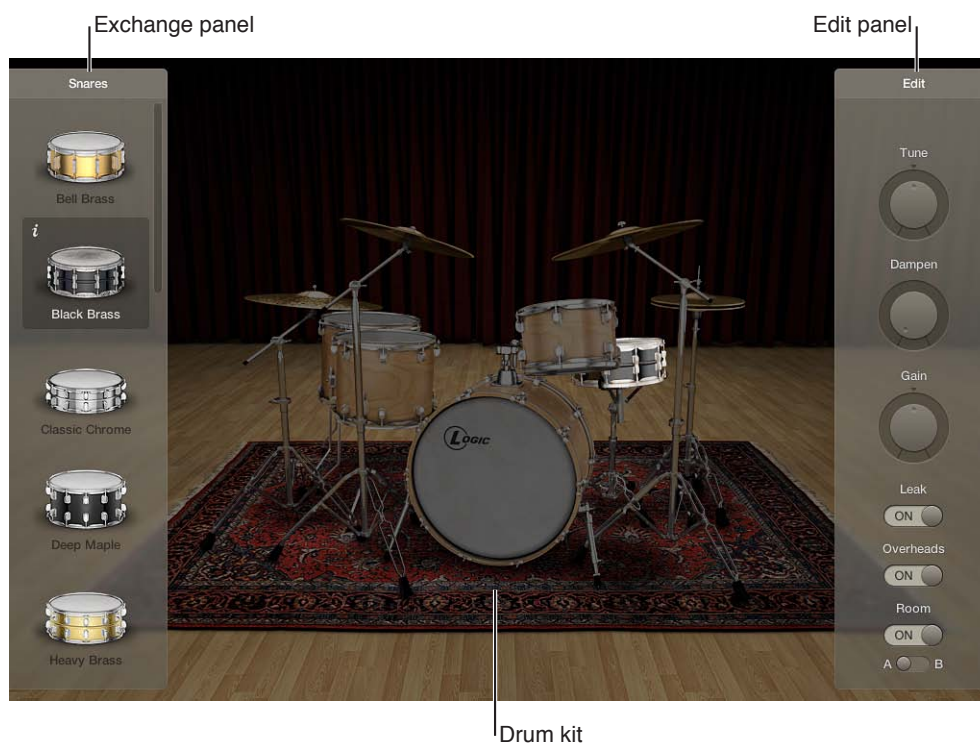 Exchange panel
Edit panel
Snares
Edit
Bell Brass
i
Black Brass
Classic Chrome
Deep Maple
Heavy Brass
LOGIC
Tune
Dampen
Gain
Leak
ON
Overheads
ON
Room
ON
A B
Drum kit